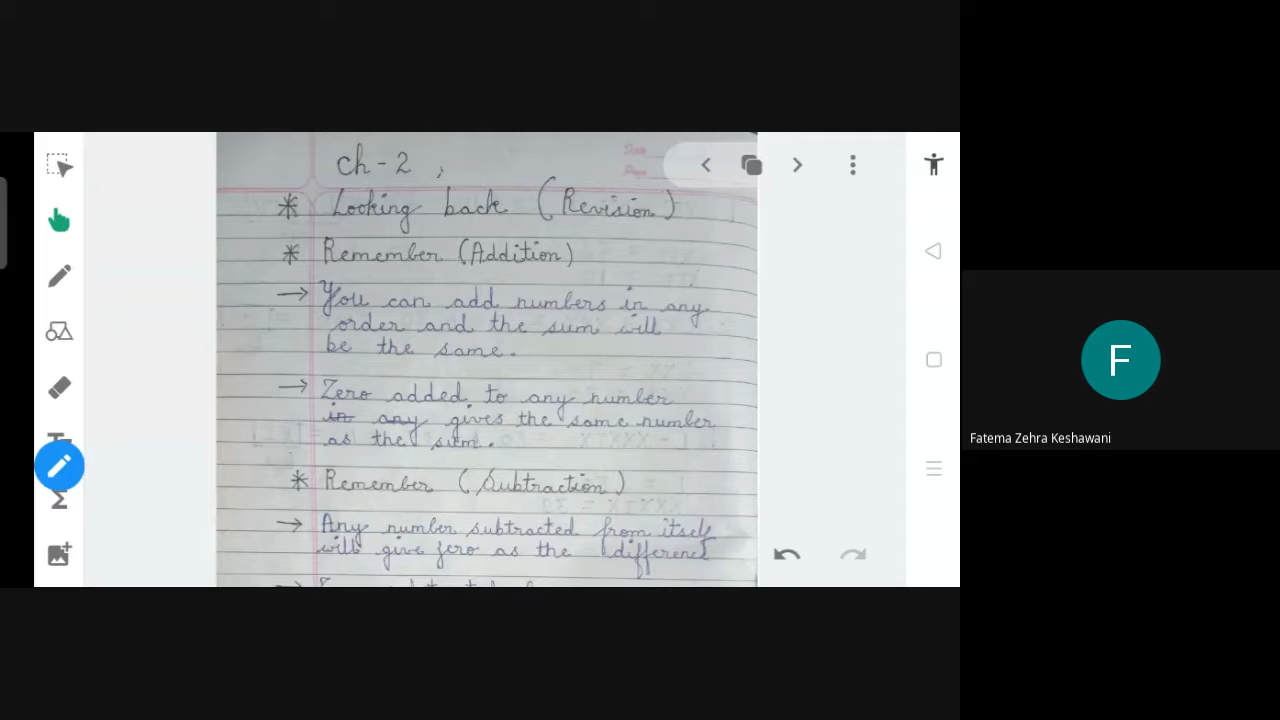 ch - 2 ,
* Looking back (Revision)
* Remember (Addition)
→ You can add numbers in any
order and the sum will
be the same.
→ Zero added to any number
in any gives the same number
as the sum.
* Remember (Subtraction)
→ Any number subtracted from itself
will give zero as the difference
F
Fatema Zehra Keshawani